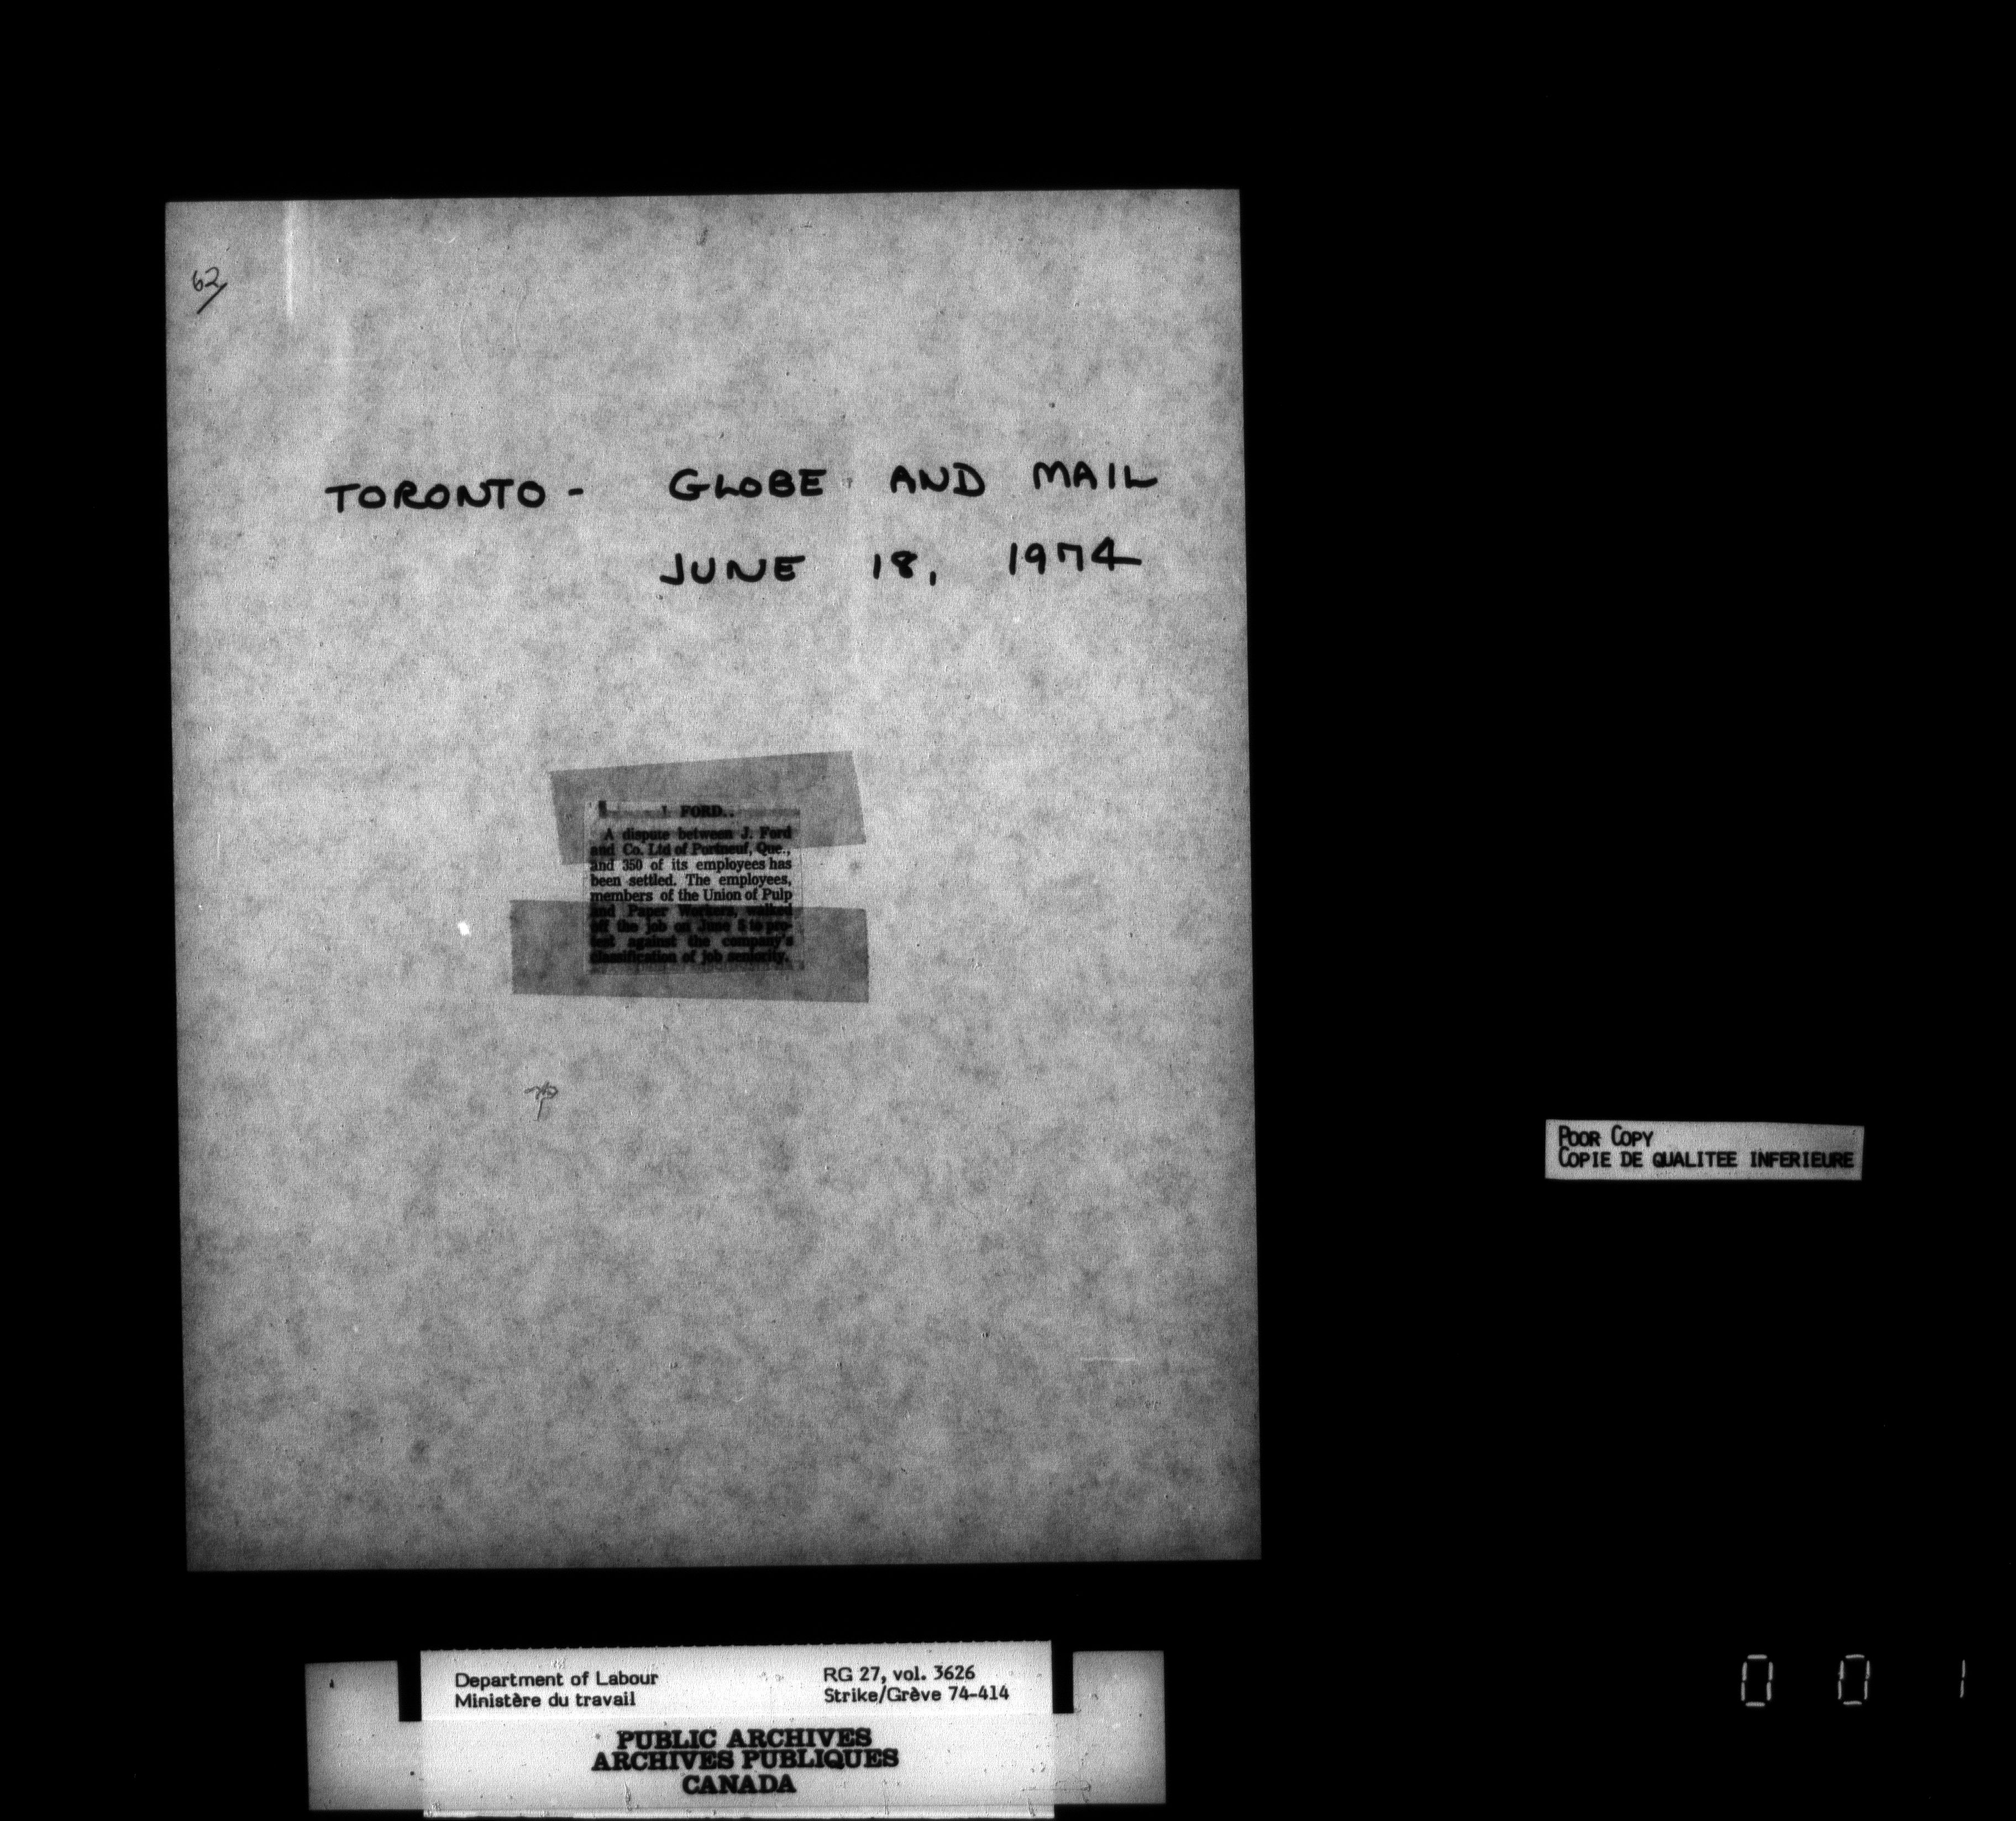 62
TORONTO - GLOBE AND MAIL
JUNE 18, 1974
J. FORD..
A dispute between J. Ford
and Co. Ltd of Portneuf, Que.,
and 350 of its employees has
been settled. The employees,
members of the Union of Pulp
and Paper Workers, walked
off the job on June 5 to pro-
test against the company's
classification of job seniority.
POOR COPY
COPIE DE QUALITEE INFERIEURE
Department of Labour
Ministère du travail
RG 27, vol. 3626
Strike/Grève 74-414
PUBLIC ARCHIVES
ARCHIVES PUBLIQUES
CANADA
0 0 1